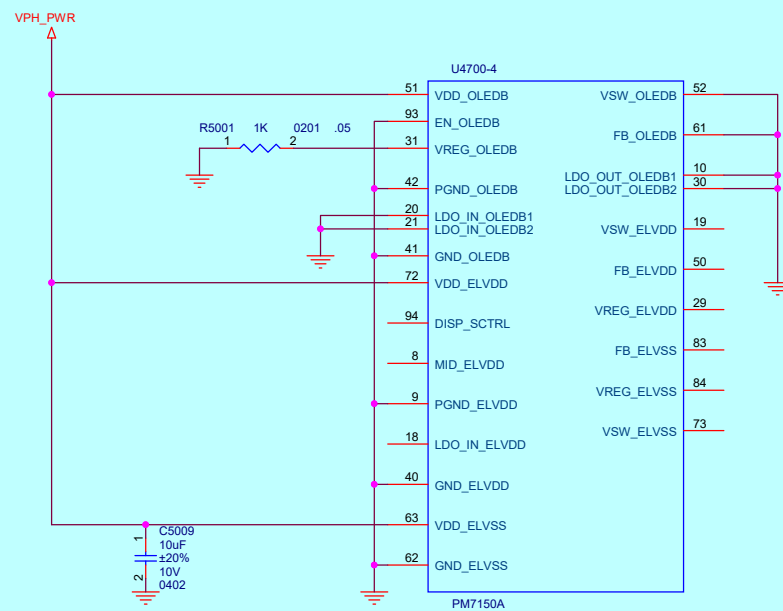 VPH_PWR
U4700-4
51 VDD_OLEDB VSW_OLEDB 52
93 EN_OLEDB
R5001 1K 0201 .05
1 2 31 VREG_OLEDB FB_OLEDB 61
LDO_OUT_OLEDB1 10
42 PGND_OLEDB LDO_OUT_OLEDB2 30
20 LDO_IN_OLEDB1
21 LDO_IN_OLEDB2 VSW_ELVDD 19
41 GND_OLEDB
FB_ELVDD 50
72 VDD_ELVDD
VREG_ELVDD 29
94 DISP_SCTRL
FB_ELVSS 83
8 MID_ELVDD
VREG_ELVSS 84
9 PGND_ELVDD
VSW_ELVSS 73
18 LDO_IN_ELVDD
40 GND_ELVDD
63 VDD_ELVSS
C5009
1 10uF
±20%
10V
2 0402
62 GND_ELVSS
PM7150A